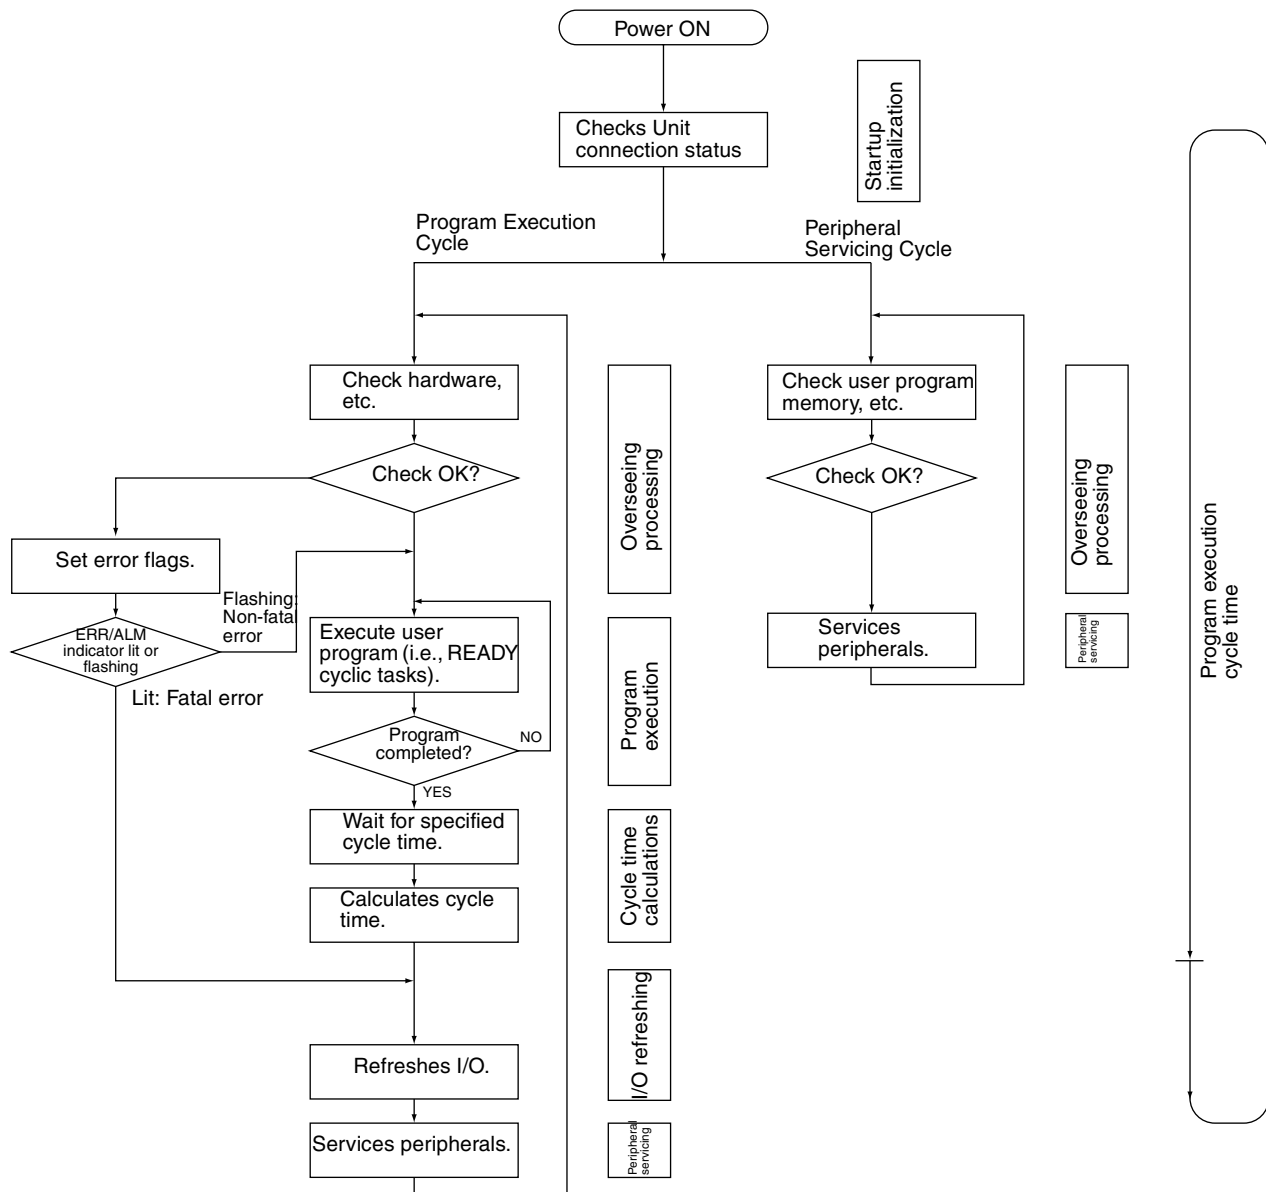 Power ON
Checks Unit
connection status
Startup
initialization
Program Execution
Cycle
Peripheral
Servicing Cycle
Check hardware,
etc.
Check OK?
Set error flags.
Flashing:
Non-fatal
error
ERR/ALM
indicator lit or
flashing
Lit: Fatal error
Execute user
program (i.e., READY
cyclic tasks).
Program
completed?
NO
YES
Wait for specified
cycle time.
Calculates cycle
time.
Refreshes I/O.
Services peripherals.
Overseeing
processing
Program
execution
Cycle time
calculations
I/O refreshing
Peripheral
servicing
Check user program
memory, etc.
Check OK?
Services
peripherals.
Overseeing
processing
Peripheral
servicing
Program execution
cycle time